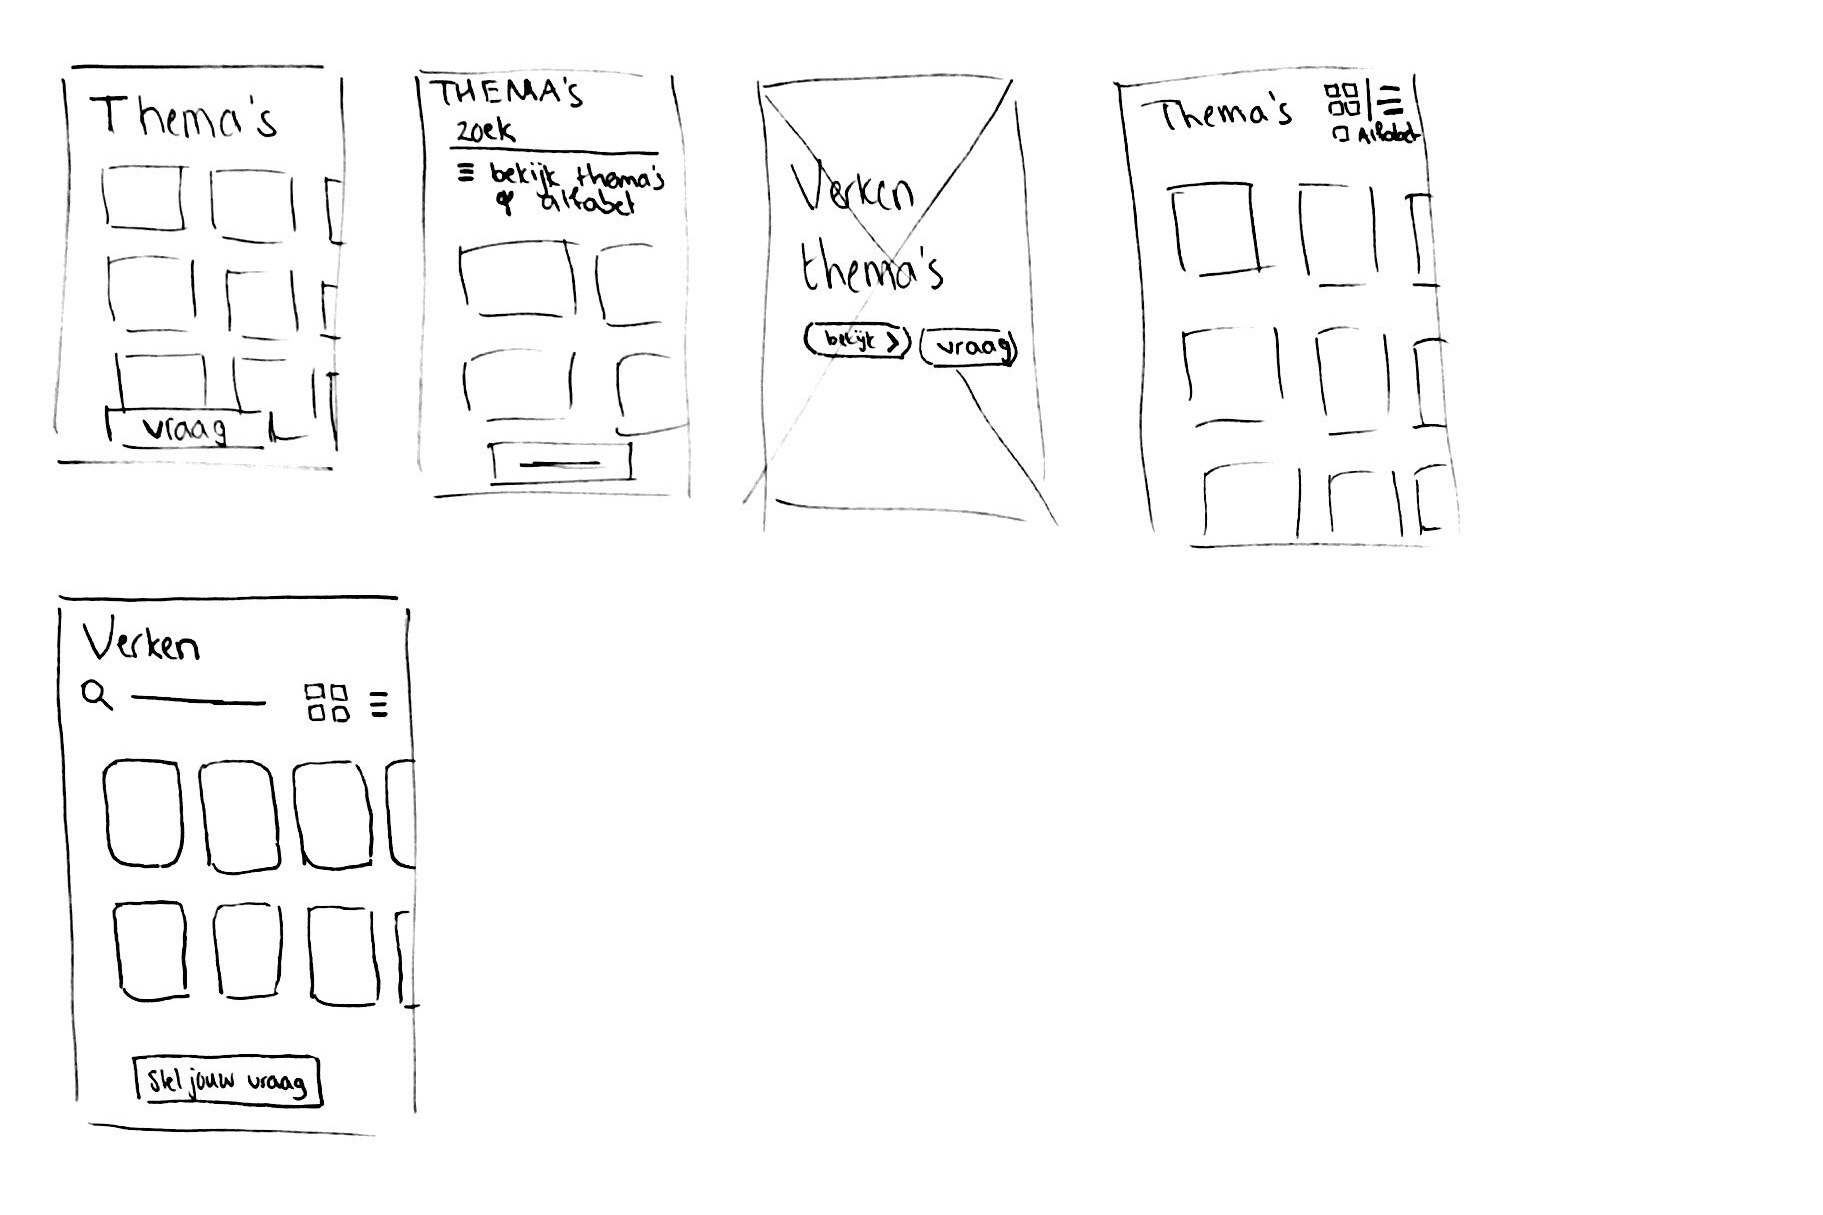 Thema's
vraag
THEMA's
zoek
bekijk thema's
op alfabet
Verken
thema's
bekijk >
vraag
Thema's
Alfabet
Verken
Stel jouw vraag